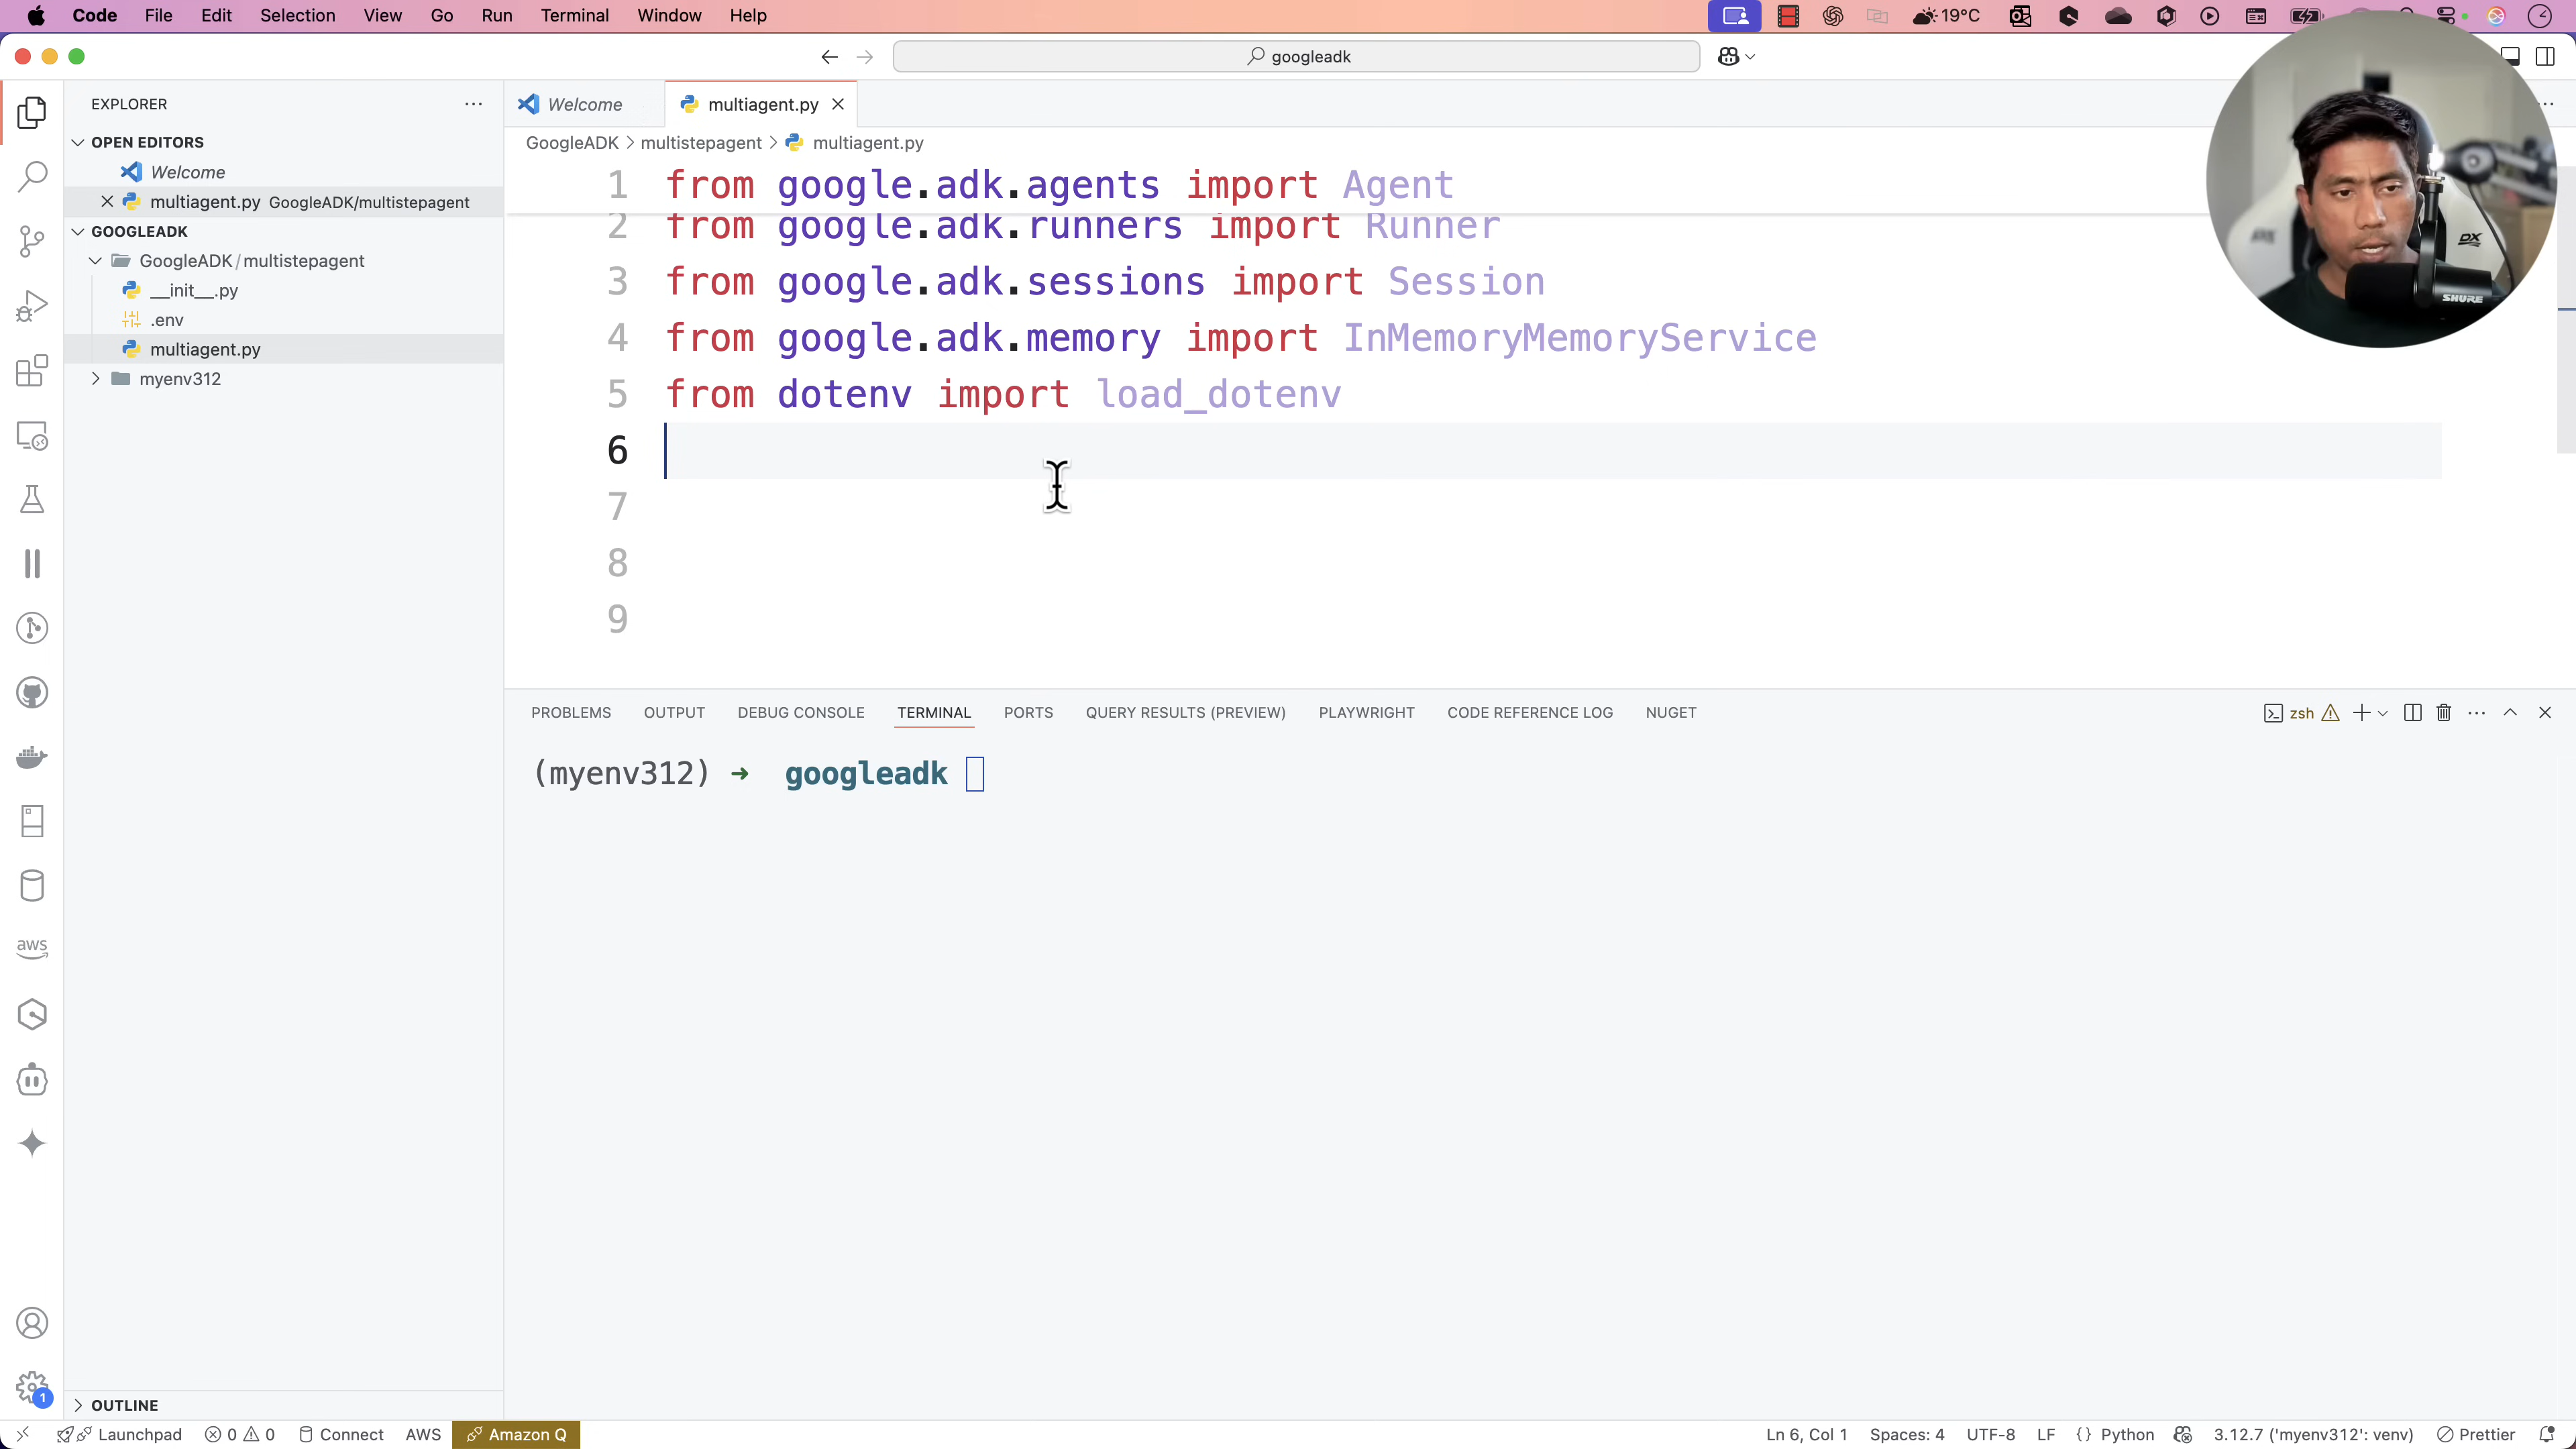 Code File Edit Selection View Go Run Terminal Window Help 19°C
googleadk
EXPLORER
OPEN EDITORS
Welcome
multiagent.py GoogleADK/multistepagent
GOOGLEADK
GoogleADK/multistepagent
__init__.py
.env
multiagent.py
myenv312
aws
1
OUTLINE
Welcome multiagent.py
GoogleADK > multistepagent > multiagent.py
1 from google.adk.agents import Agent
2 from google.adk.runners import Runner
3 from google.adk.sessions import Session
4 from google.adk.memory import InMemoryMemoryService
5 from dotenv import load_dotenv
6
7
8
9
DX
SHURE
PROBLEMS OUTPUT DEBUG CONSOLE TERMINAL PORTS QUERY RESULTS (PREVIEW) PLAYWRIGHT CODE REFERENCE LOG NUGET zsh
(myenv312) → googleadk
Launchpad 0 0 Connect AWS Amazon Q Ln 6, Col 1 Spaces: 4 UTF-8 LF {} Python 3.12.7 ('myenv312': venv) Prettier